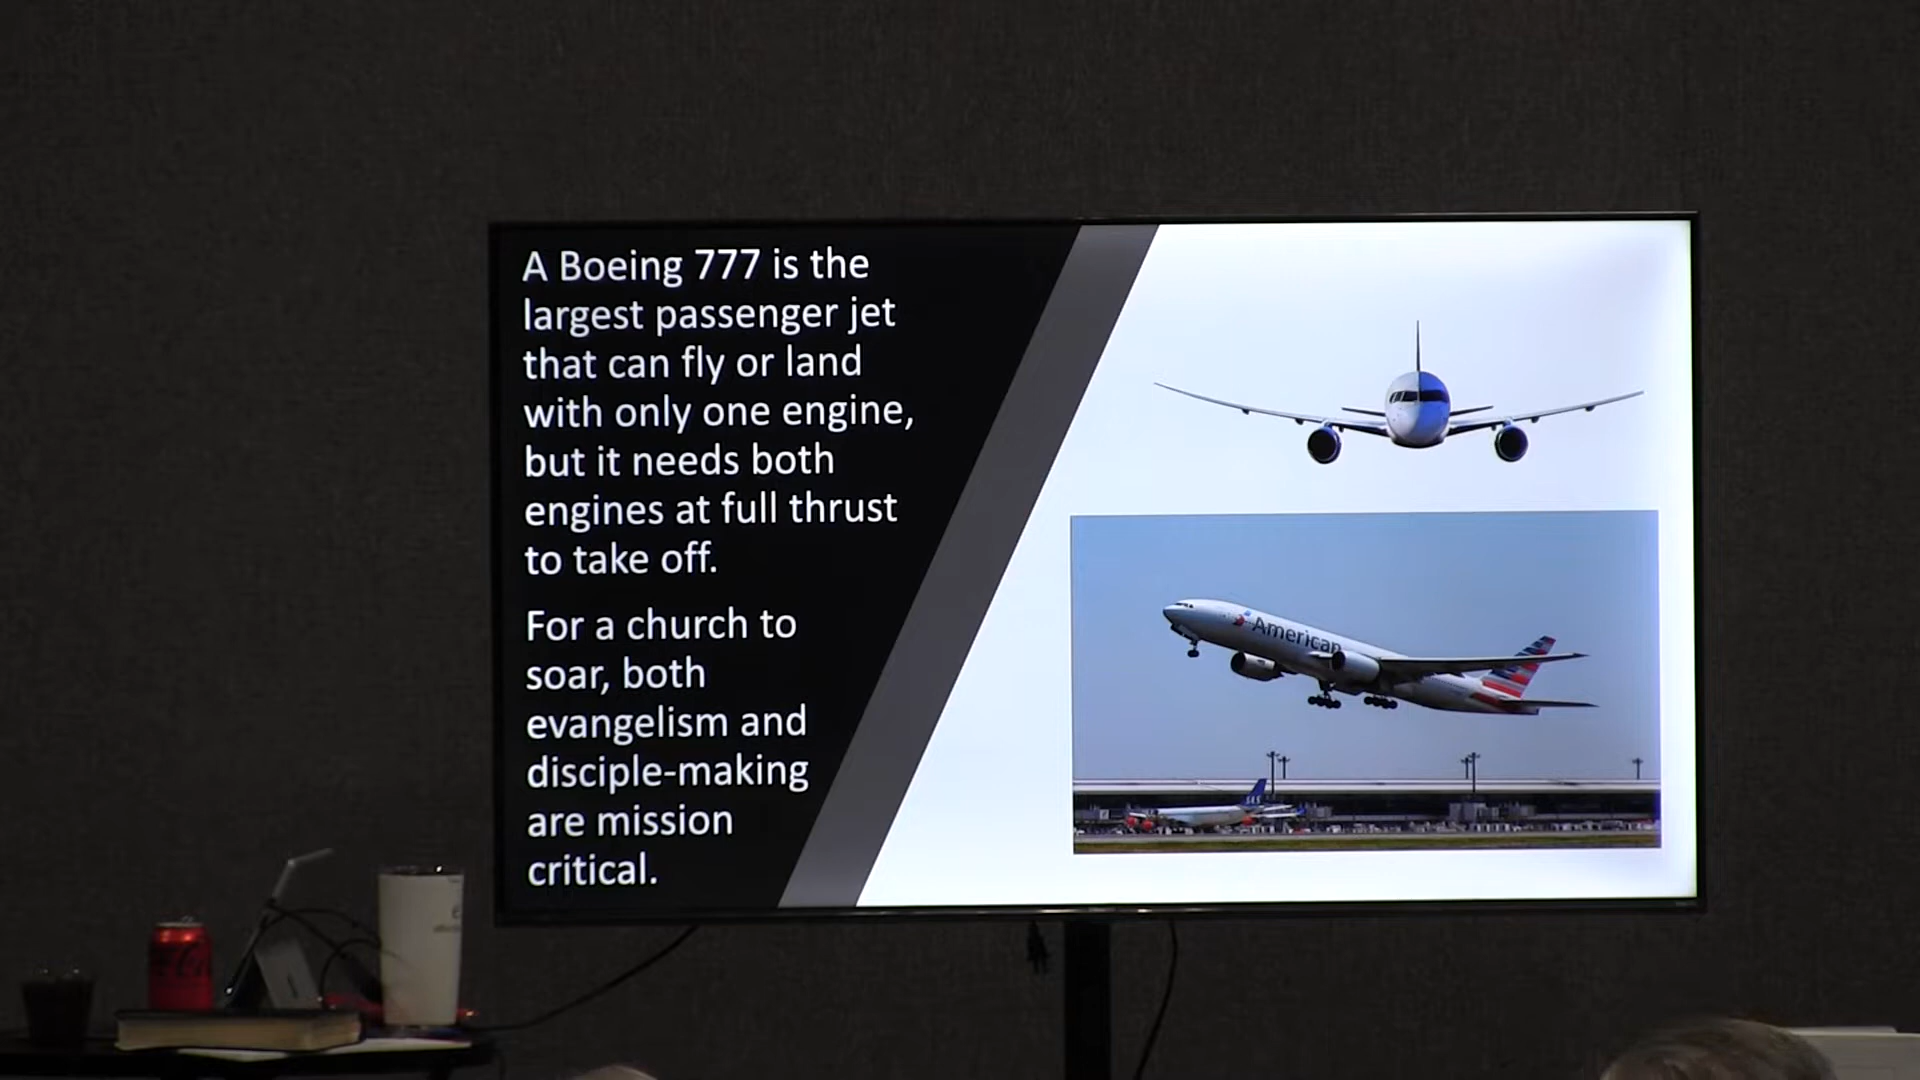 A Boeing 777 is the
largest passenger jet
that can fly or land
with only one engine,
but it needs both
engines at full thrust
to take off.
For a church to
soar, both
evangelism and
disciple-making
are mission
critical.
American
SAS